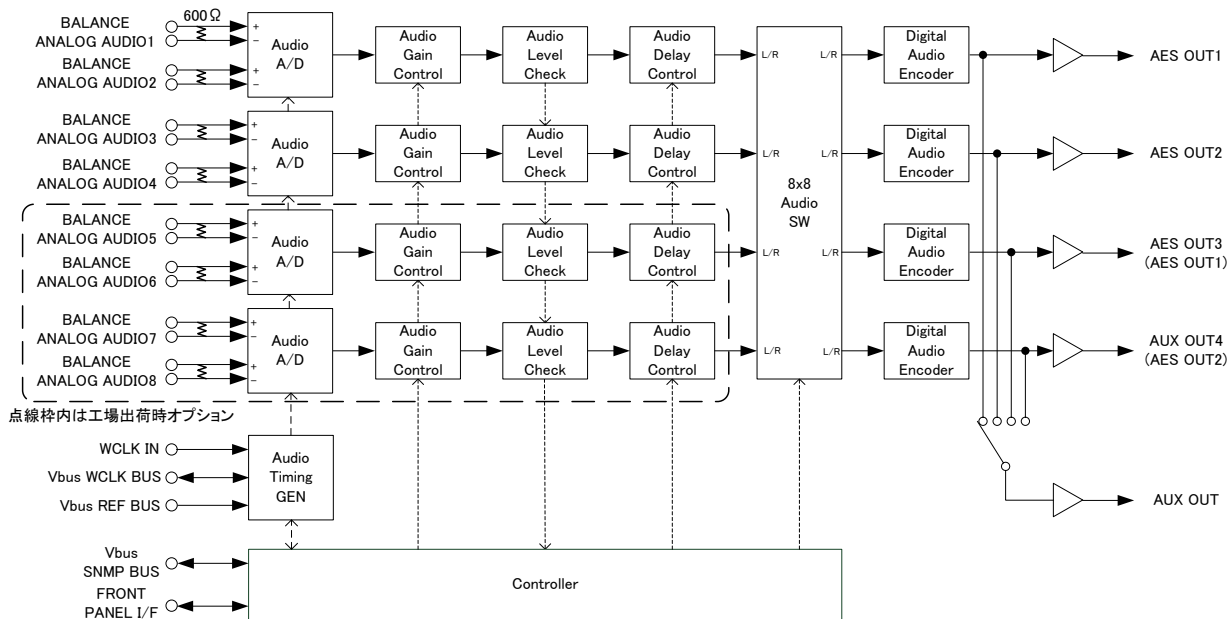 600Ω
BALANCE
ANALOG AUDIO1
BALANCE
ANALOG AUDIO2
+
−
+
−
Audio
A/D
Audio
Gain
Control
Audio
Level
Check
Audio
Delay
Control
L/R
L/R
Digital
Audio
Encoder
AES OUT1
BALANCE
ANALOG AUDIO3
BALANCE
ANALOG AUDIO4
+
−
+
−
Audio
A/D
Audio
Gain
Control
Audio
Level
Check
Audio
Delay
Control
L/R
L/R
8x8
Audio
SW
Digital
Audio
Encoder
AES OUT2
BALANCE
ANALOG AUDIO5
BALANCE
ANALOG AUDIO6
+
−
+
−
Audio
A/D
Audio
Gain
Control
Audio
Level
Check
Audio
Delay
Control
L/R
L/R
Digital
Audio
Encoder
AES OUT3
(AES OUT1)
BALANCE
ANALOG AUDIO7
BALANCE
ANALOG AUDIO8
+
−
+
−
Audio
A/D
Audio
Gain
Control
Audio
Level
Check
Audio
Delay
Control
L/R
L/R
Digital
Audio
Encoder
AUX OUT4
(AES OUT2)
点線枠内は工場出荷時オプション
WCLK IN
Vbus WCLK BUS
Vbus REF BUS
Audio
Timing
GEN
AUX OUT
Vbus
SNMP BUS
FRONT
PANEL I/F
Controller